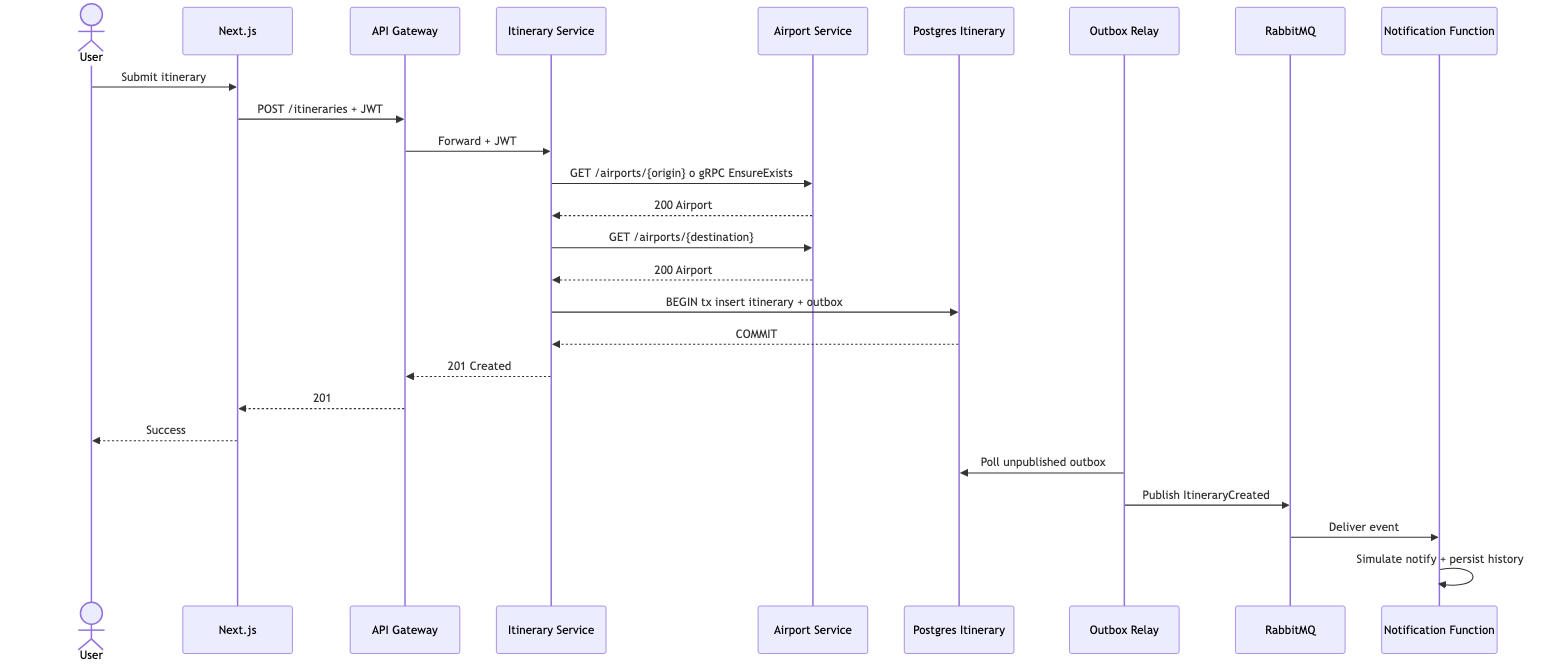 User
Next.js
API Gateway
Itinerary Service
Airport Service
Postgres Itinerary
Outbox Relay
RabbitMQ
Notification Function
Submit itinerary
POST /itineraries + JWT
Forward + JWT
GET /airports/{origin} o gRPC EnsureExists
200 Airport
GET /airports/{destination}
200 Airport
BEGIN tx insert itinerary + outbox
COMMIT
201 Created
201
Success
Poll unpublished outbox
Publish ItineraryCreated
Deliver event
Simulate notify + persist history
User
Next.js
API Gateway
Itinerary Service
Airport Service
Postgres Itinerary
Outbox Relay
RabbitMQ
Notification Function